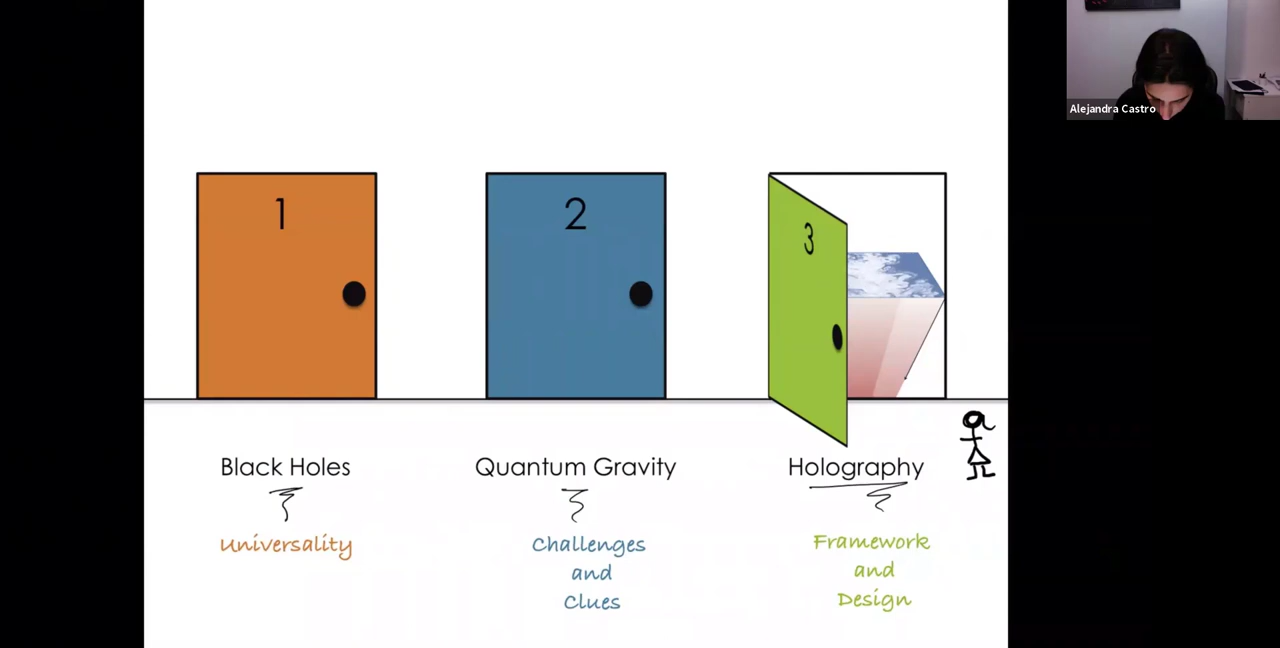 Alejandra Castro
1
2
3
Black Holes
Quantum Gravity
Holography
Universality
Challenges
and
Clues
Framework
and
Design